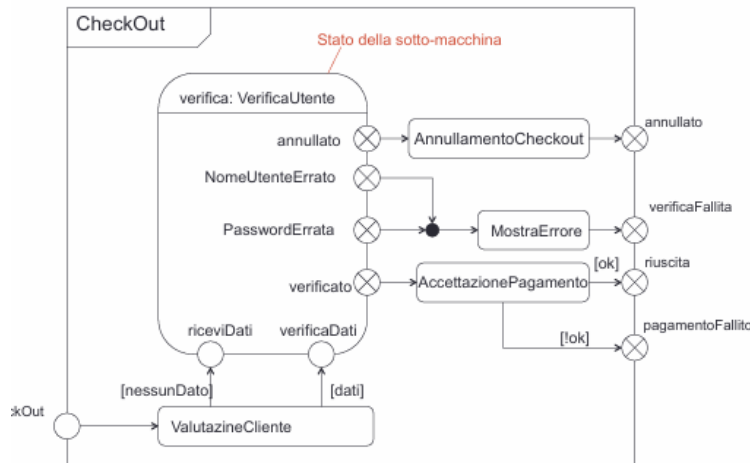 CheckOut
Stato della sotto-macchina
verifica: VerificaUtente
annullato
AnnullamentoCheckout
annullato
NomeUtenteErrato
PasswordErrata
MostraErrore
verificaFallita
verificato
AccettazionePagamento
[ok]
riuscita
[!ok]
pagamentoFallito
riceviDati
verificaDati
[nessunDato]
[dati]
ckOut
ValutazineCliente